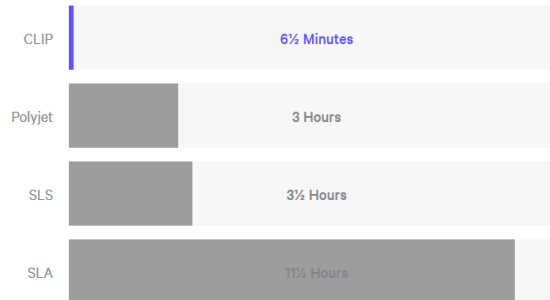 CLIP 6½ Minutes
Polyjet 3 Hours
SLS 3½ Hours
SLA 11½ Hours